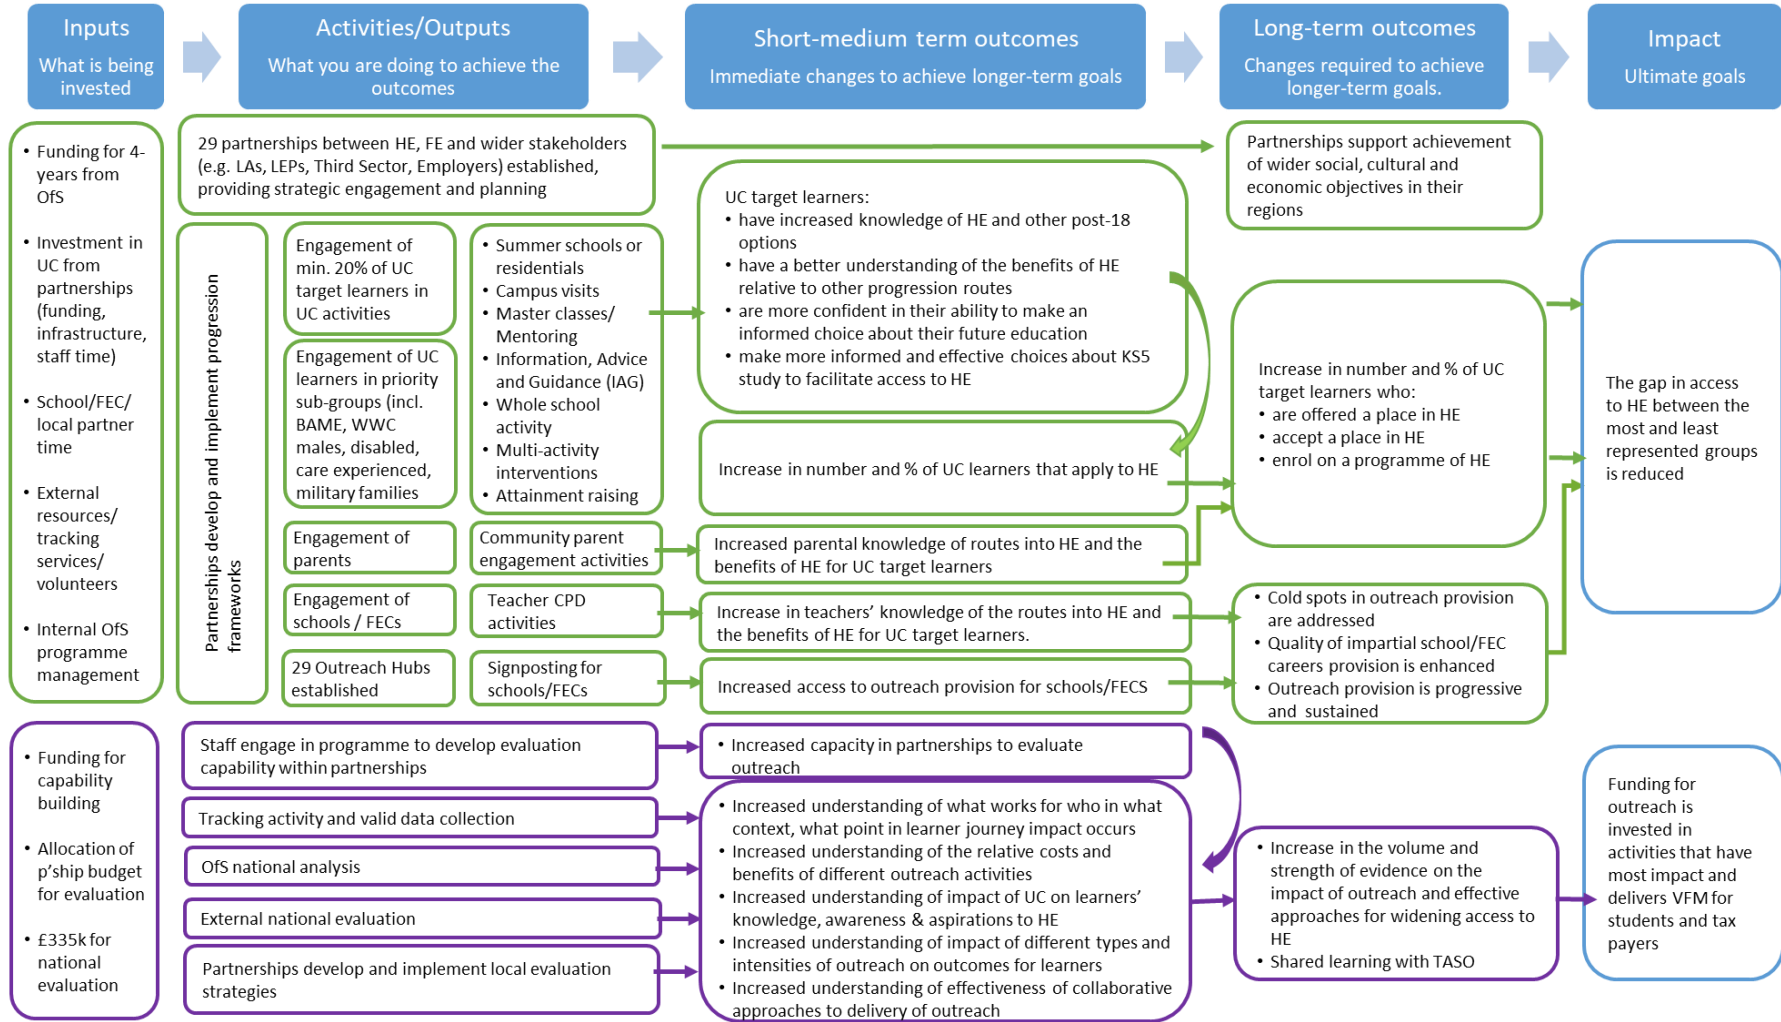 Inputs
What is being
invested
Activities/Outputs
What you are doing to achieve the
outcomes
Short-medium term outcomes
Immediate changes to achieve longer-term goals
Long-term outcomes
Changes required to achieve
longer-term goals.
Impact
Ultimate goals
• Funding for 4-
years from
OfS
• Investment in
UC from
partnerships
(funding,
infrastructure,
staff time)
• School/FEC/
local partner
time
• External
resources/
tracking
services/
volunteers
• Internal OfS
programme
management
29 partnerships between HE, FE and wider stakeholders
(e.g. LAs, LEPs, Third Sector, Employers) established,
providing strategic engagement and planning
Partnerships develop and implement progression
frameworks
Engagement of
min. 20% of UC
target learners in
UC activities
Engagement of UC
learners in priority
sub-groups (incl.
BAME, WWC
males, disabled,
care experienced,
military families
Engagement of
parents
Engagement of
schools / FECs
29 Outreach Hubs
established
• Summer schools or
residentials
• Campus visits
• Master classes/
Mentoring
• Information, Advice
and Guidance (IAG)
• Whole school
activity
• Multi-activity
interventions
• Attainment raising
Community parent
engagement activities
Teacher CPD
activities
Signposting for
schools/FECs
UC target learners:
• have increased knowledge of HE and other post-18
options
• have a better understanding of the benefits of HE
relative to other progression routes
• are more confident in their ability to make an
informed choice about their future education
• make more informed and effective choices about KS5
study to facilitate access to HE
Increase in number and % of UC learners that apply to HE
Increased parental knowledge of routes into HE and the
benefits of HE for UC target learners
Increase in teachers’ knowledge of the routes into HE and
the benefits of HE for UC target learners.
Increased access to outreach provision for schools/FECS
Partnerships support achievement
of wider social, cultural and
economic objectives in their
regions
Increase in number and % of UC
target learners who:
• are offered a place in HE
• accept a place in HE
• enrol on a programme of HE
• Cold spots in outreach provision
are addressed
• Quality of impartial school/FEC
careers provision is enhanced
• Outreach provision is progressive
and sustained
The gap in access
to HE between the
most and least
represented groups
is reduced
• Funding for
capability
building
• Allocation of
p’ship budget
for evaluation
• £335k for
national
evaluation
Staff engage in programme to develop evaluation
capability within partnerships
Tracking activity and valid data collection
OfS national analysis
External national evaluation
Partnerships develop and implement local evaluation
strategies
• Increased capacity in partnerships to evaluate
outreach
• Increased understanding of what works for who in what
context, what point in learner journey impact occurs
• Increased understanding of the relative costs and
benefits of different outreach activities
• Increased understanding of impact of UC on learners’
knowledge, awareness & aspirations to HE
• Increased understanding of impact of different types and
intensities of outreach on outcomes for learners
• Increased understanding of effectiveness of collaborative
approaches to delivery of outreach
• Increase in the volume and
strength of evidence on the
impact of outreach and effective
approaches for widening access to
HE
• Shared learning with TASO
Funding for
outreach is
invested in
activities that have
most impact and
delivers VFM for
students and tax
payers